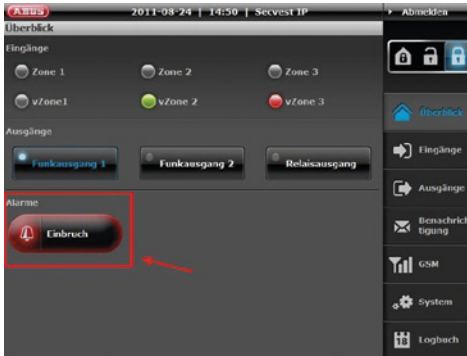 ABUS 2011-08-24 | 14:50 | Secvest IP Abmelden
Überblick
Eingänge
Zone 1 Zone 2 Zone 3
vZone1 vZone 2 vZone 3
Ausgänge
Funkausgang 1 Funkausgang 2 Relaisausgang
Alarme
Einbruch
Überblick
Eingänge
Ausgänge
Benachrich
tigung
GSM
System
18 Logbuch